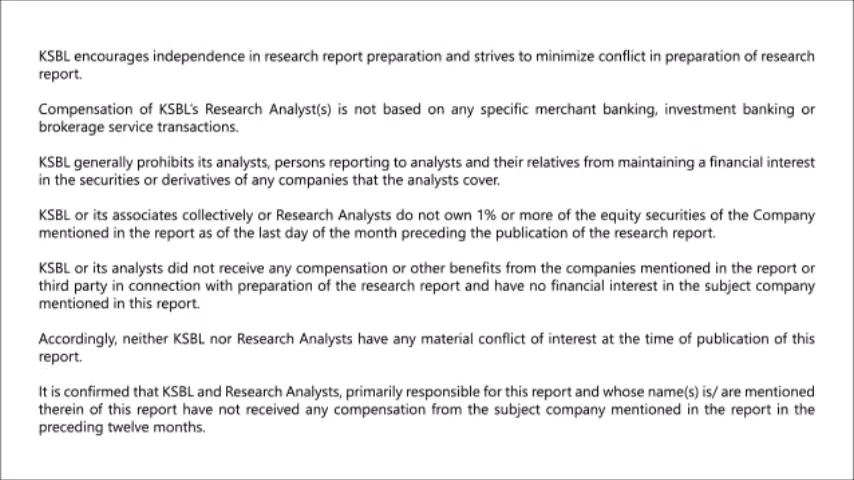 KSBL encourages independence in research report preparation and strives to minimize conflict in preparation of research
report.
Compensation of KSBL's Research Analyst(s) is not based on any specific merchant banking, investment banking or
brokerage service transactions.
KSBL generally prohibits its analysts, persons reporting to analysts and their relatives from maintaining a financial interest
in the securities or derivatives of any companies that the analysts cover.
KSBL or its associates collectively or Research Analysts do not own 1% or more of the equity securities of the Company
mentioned in the report as of the last day of the month preceding the publication of the research report.
KSBL or its analysts did not receive any compensation or other benefits from the companies mentioned in the report or
third party in connection with preparation of the research report and have no financial interest in the subject company
mentioned in this report.
Accordingly, neither KSBL nor Research Analysts have any material conflict of interest at the time of publication of this
report.
It is confirmed that KSBL and Research Analysts, primarily responsible for this report and whose name(s) is/ are mentioned
therein of this report have not received any compensation from the subject company mentioned in the report in the
preceding twelve months.